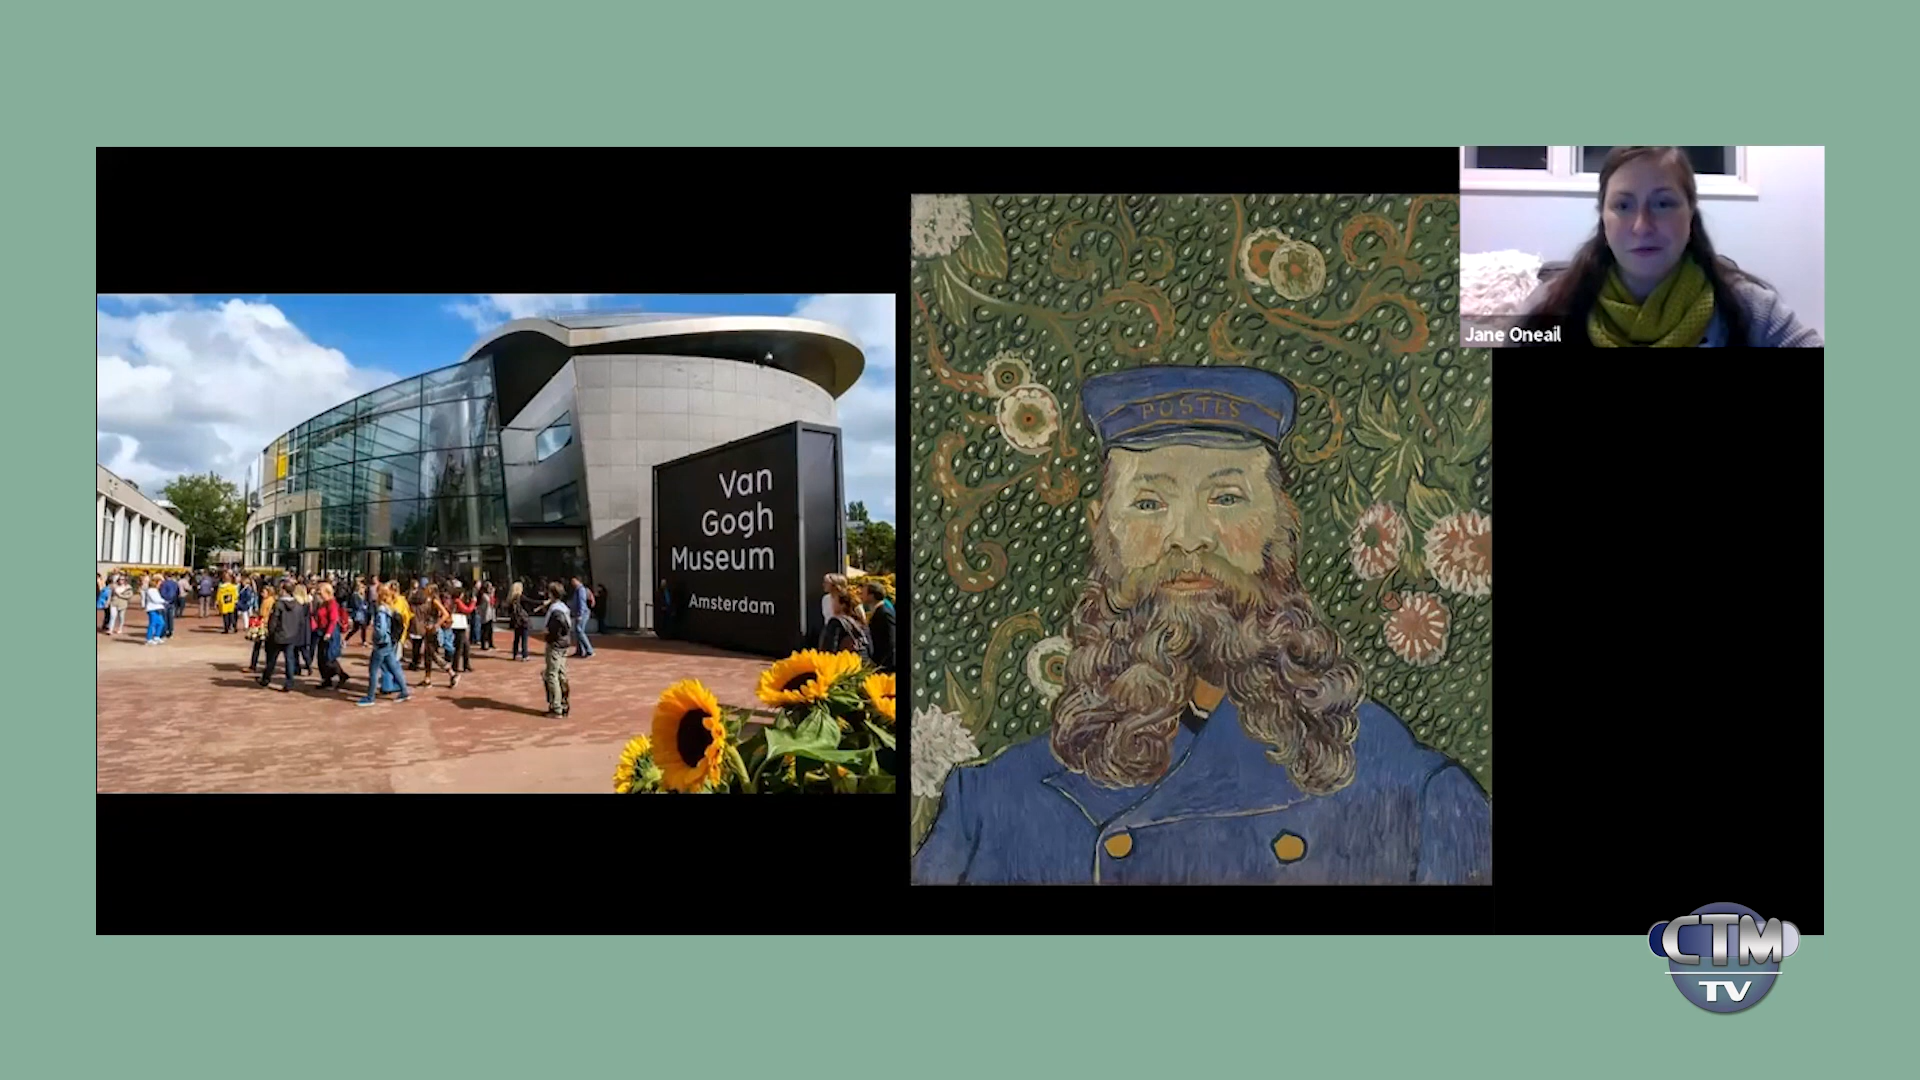 Van
Gogh
Museum
Amsterdam
POSTES
Jane Oneail
CTM
TV